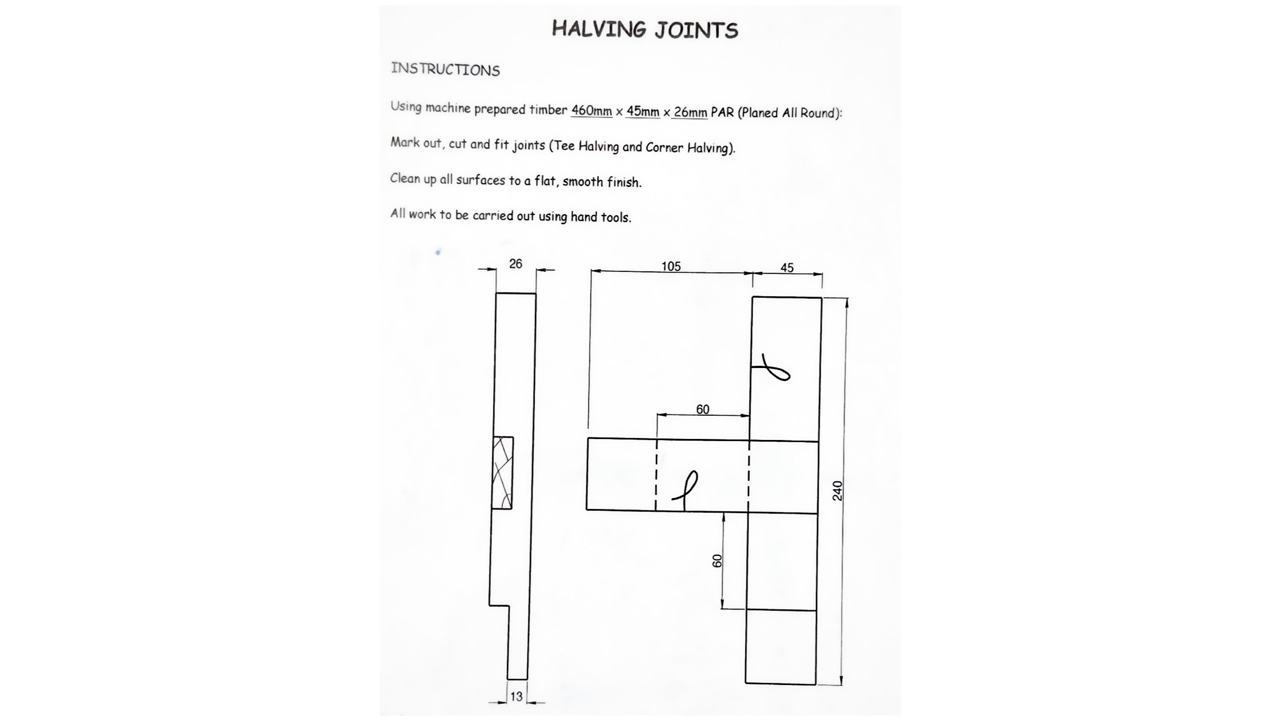 HALVING JOINTS
INSTRUCTIONS
Using machine prepared timber 460mm x 45mm x 26mm PAR (Planed All Round):
Mark out, cut and fit joints (Tee Halving and Corner Halving).
Clean up all surfaces to a flat, smooth finish.
All work to be carried out using hand tools.
26
105
45
60
240
60
13